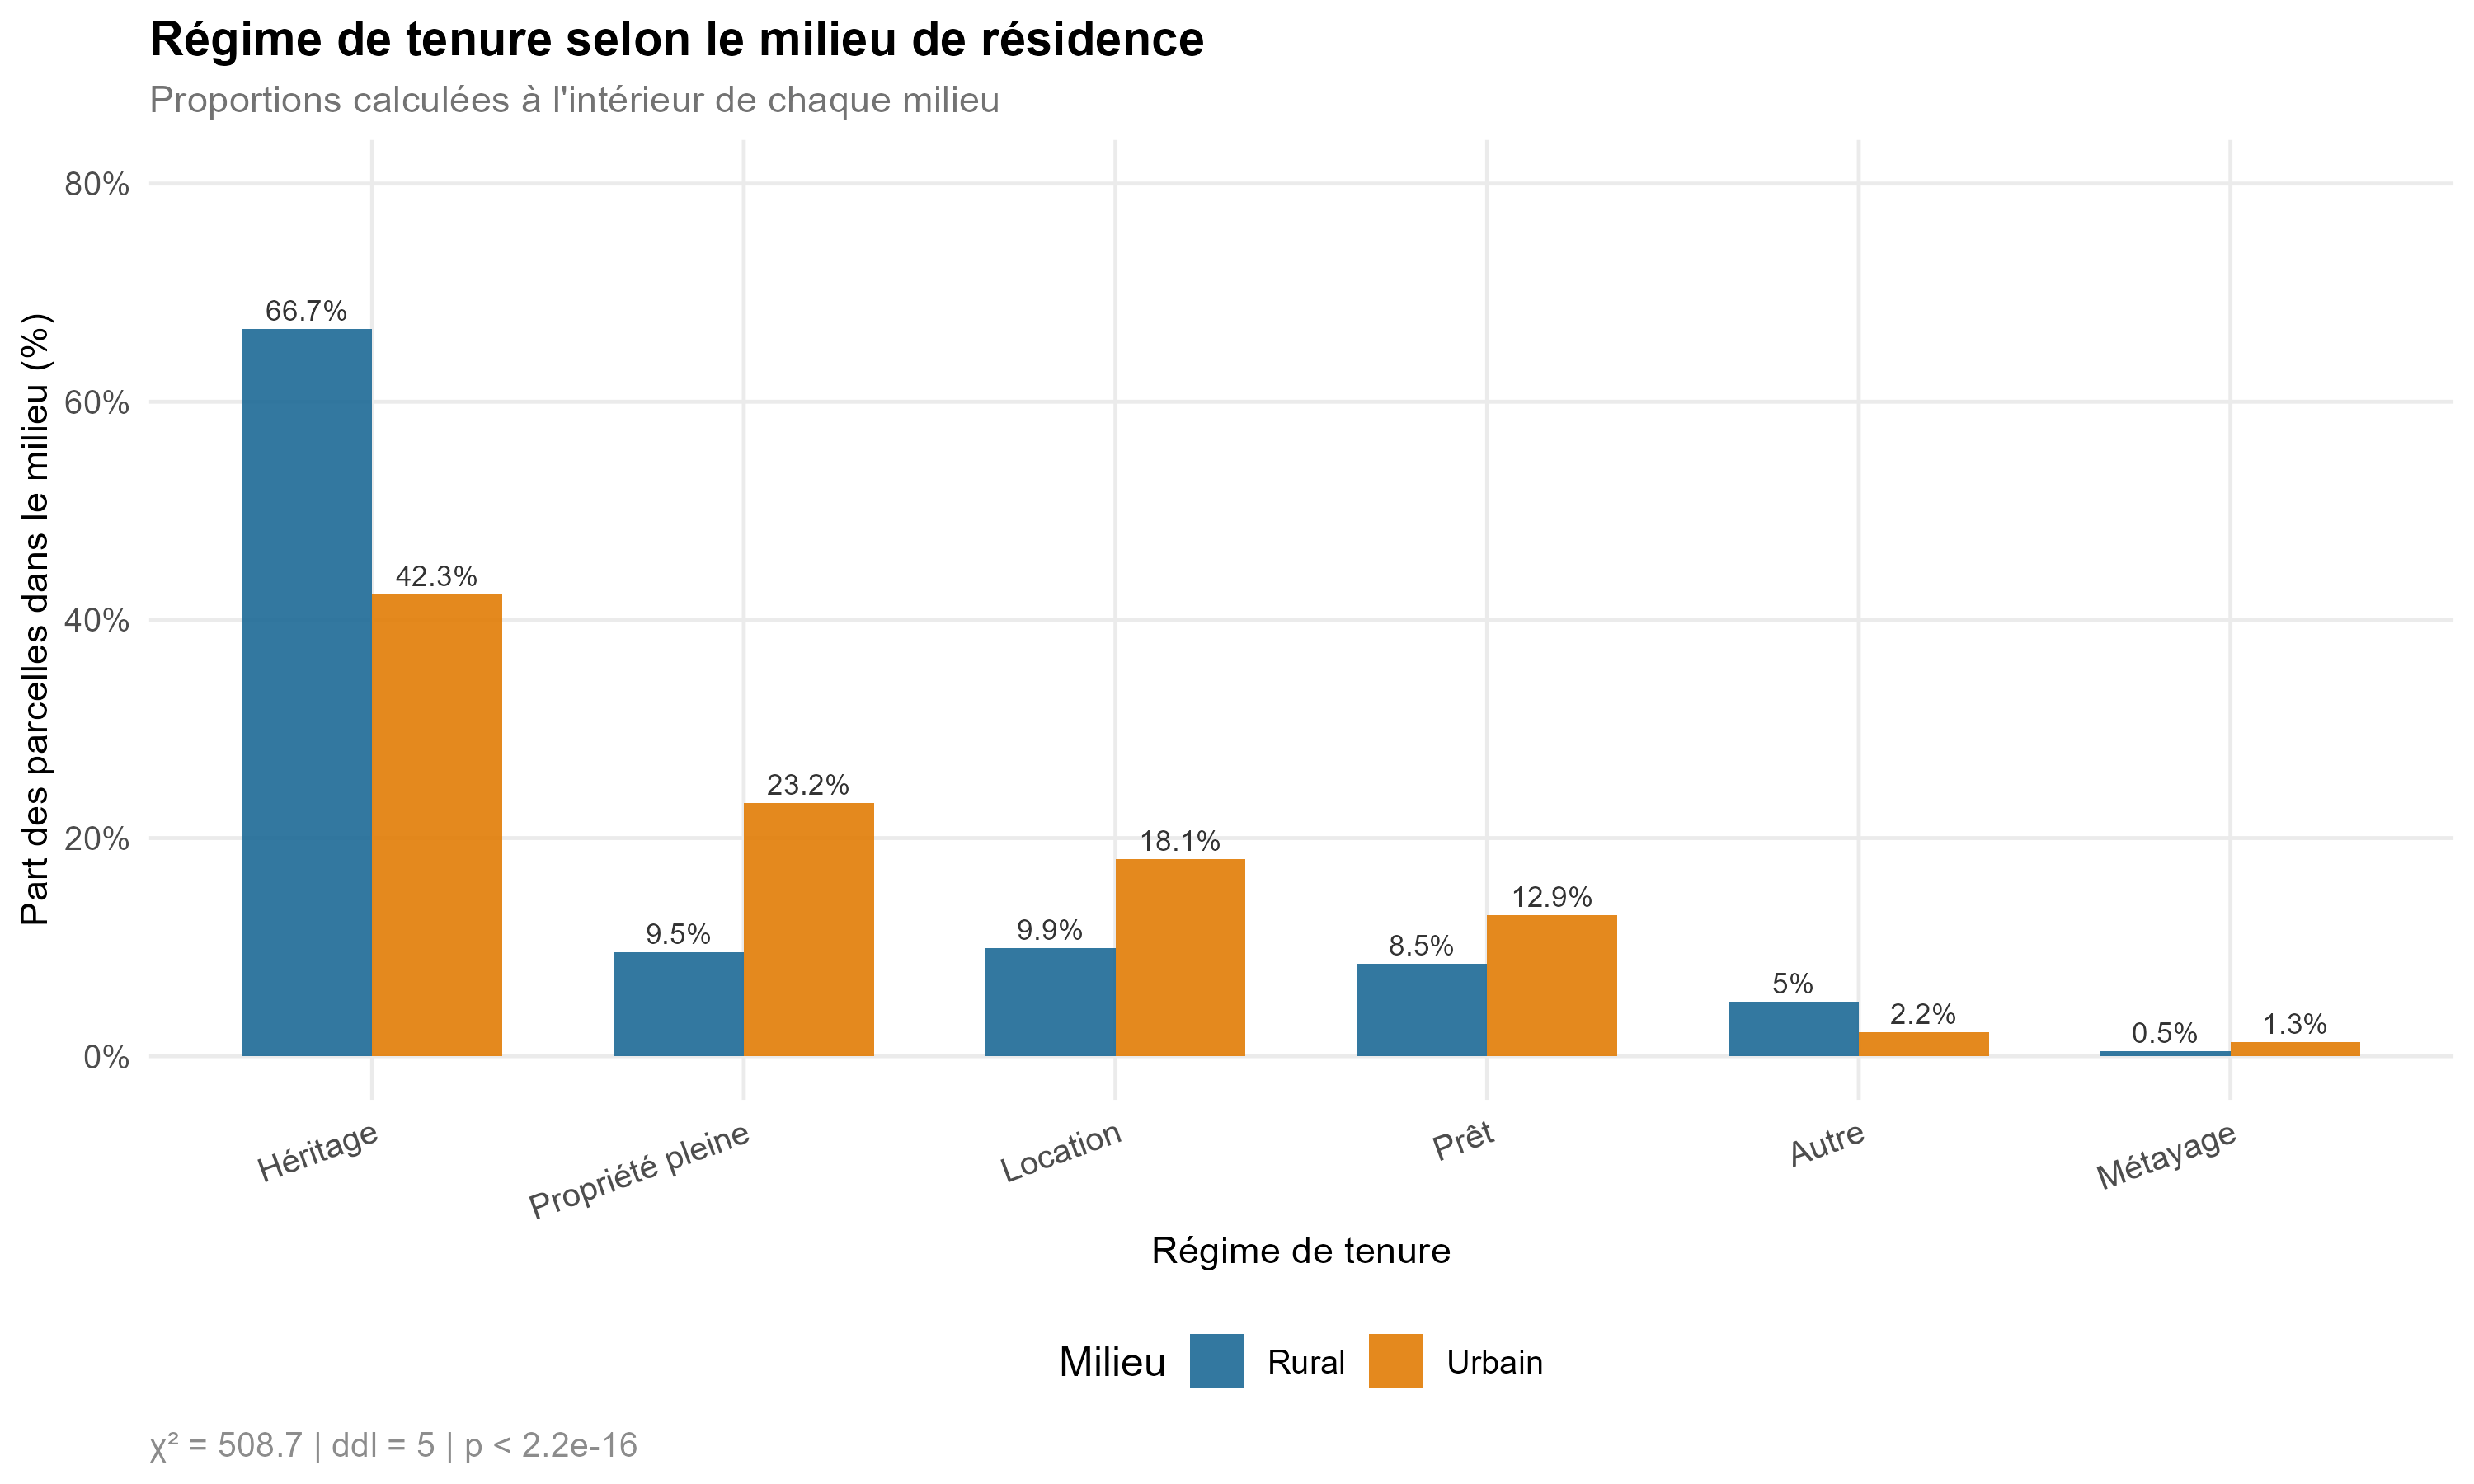 Régime de tenure selon le milieu de résidence
Proportions calculées à l'intérieur de chaque milieu
Part des parcelles dans le milieu (%)
80%
60%
40%
20%
0%
66.7%
42.3%
9.5%
23.2%
9.9%
18.1%
8.5%
12.9%
5%
2.2%
0.5%
1.3%
Héritage
Propriété pleine
Location
Prêt
Autre
Métayage
Régime de tenure
Milieu Rural Urbain
χ² = 508.7 | ddl = 5 | p < 2.2e-16